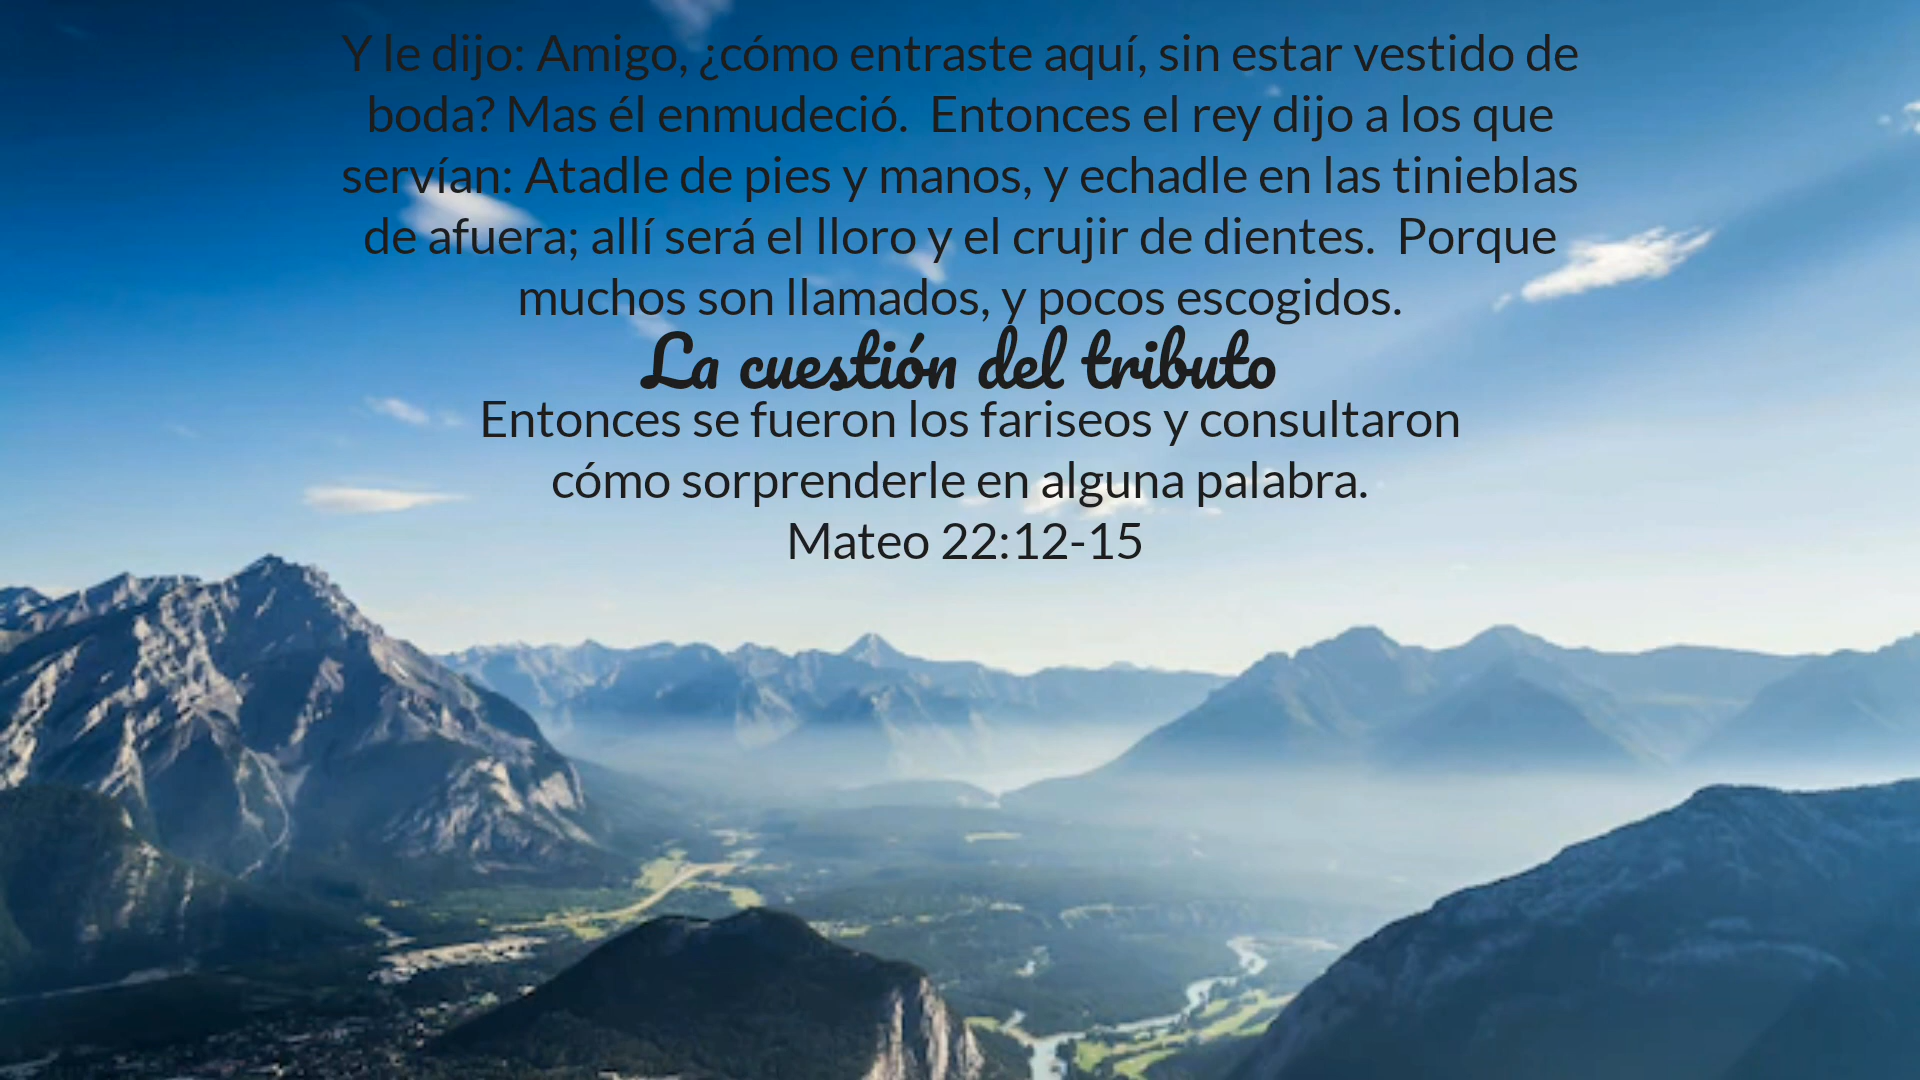 Y le dijo: Amigo, ¿cómo entraste aquí, sin estar vestido de
boda? Mas él enmudeció.  Entonces el rey dijo a los que
servían: Atadle de pies y manos, y echadle en las tinieblas
de afuera; allí será el lloro y el crujir de dientes.  Porque
muchos son llamados, y pocos escogidos.
La cuestión del tributo
Entonces se fueron los fariseos y consultaron
cómo sorprenderle en alguna palabra.
Mateo 22:12-15